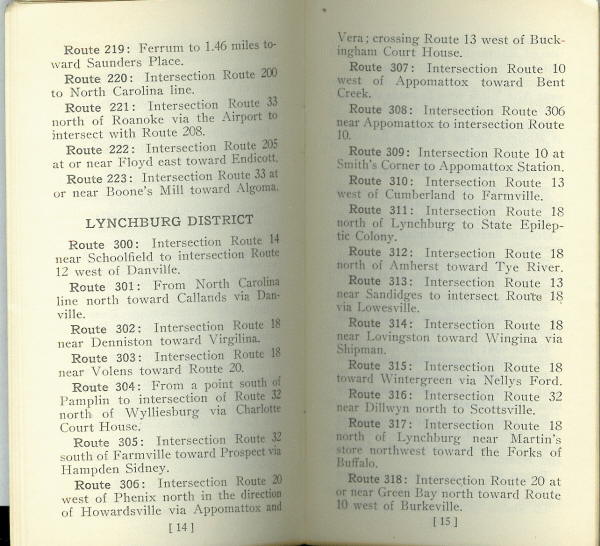 Route 219: Ferrum to 1.46 miles to-
ward Saunders Place.
Route 220: Intersection Route 200
to North Carolina line.
Route 221: Intersection Route 33
north of Roanoke via the Airport to
intersect with Route 208.
Route 222: Intersection Route 205
at or near Floyd east toward Endicott.
Route 223: Intersection Route 33 at
or near Boone's Mill toward Algoma.
LYNCHBURG DISTRICT
Route 300: Intersection Route 14
near Schoolfield to intersection Route
12 west of Danville.
Route 301: From North Carolina
line north toward Callands via Dan-
ville.
Route 302: Intersection Route 18
near Denniston toward Virgilina.
Route 303: Intersection Route 18
near Volens toward Route 20.
Route 304: From a point south of
Pamplin to intersection of Route 32
north of Wylliesburg via Charlotte
Court House.
Route 305: Intersection Route 32
south of Farmville toward Prospect via
Hampden Sidney.
Route 306: Intersection Route 20
west of Phenix north in the direction
of Howardsville via Appomattox and
[14]
Vera; crossing Route 13 west of Buck-
ingham Court House.
Route 307: Intersection Route 10
west of Appomattox toward Bent
Creek.
Route 308: Intersection Route 306
near Appomattox to intersection Route
10.
Route 309: Intersection Route 10 at
Smith's Corner to Appomattox Station.
Route 310: Intersection Route 13
west of Cumberland to Farmville.
Route 311: Intersection Route 18
north of Lynchburg to State Epilep-
tic Colony.
Route 312: Intersection Route 18
north of Amherst toward Tye River.
Route 313: Intersection Route 13
near Sandidges to intersect Route 18
via Lowesville.
Route 314: Intersection Route 18
near Lovingston toward Wingina via
Shipman.
Route 315: Intersection Route 18
toward Wintergreen via Nellys Ford.
Route 316: Intersection Route 32
near Dillwyn north to Scottsville.
Route 317: Intersection Route 18
north of Lynchburg near Martin's
store northwest toward the Forks of
Buffalo.
Route 318: Intersection Route 20 at
or near Green Bay north toward Route
10 west of Burkeville.
[15]